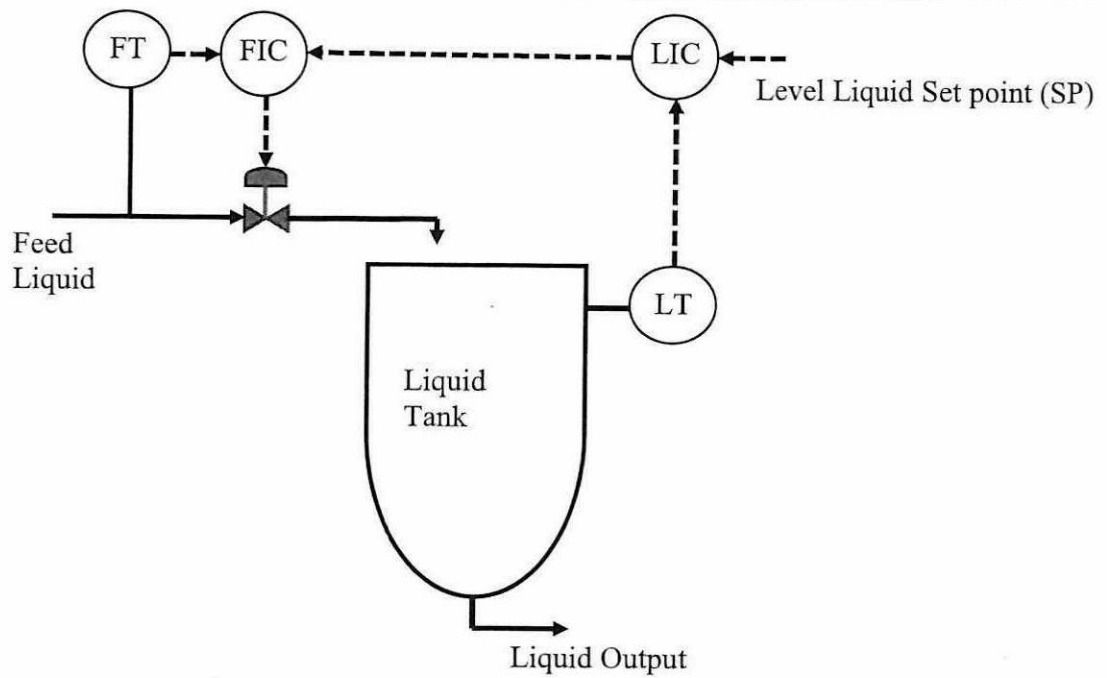 FT
FIC
LIC
Level Liquid Set point (SP)
Feed
Liquid
LT
Liquid
Tank
Liquid Output